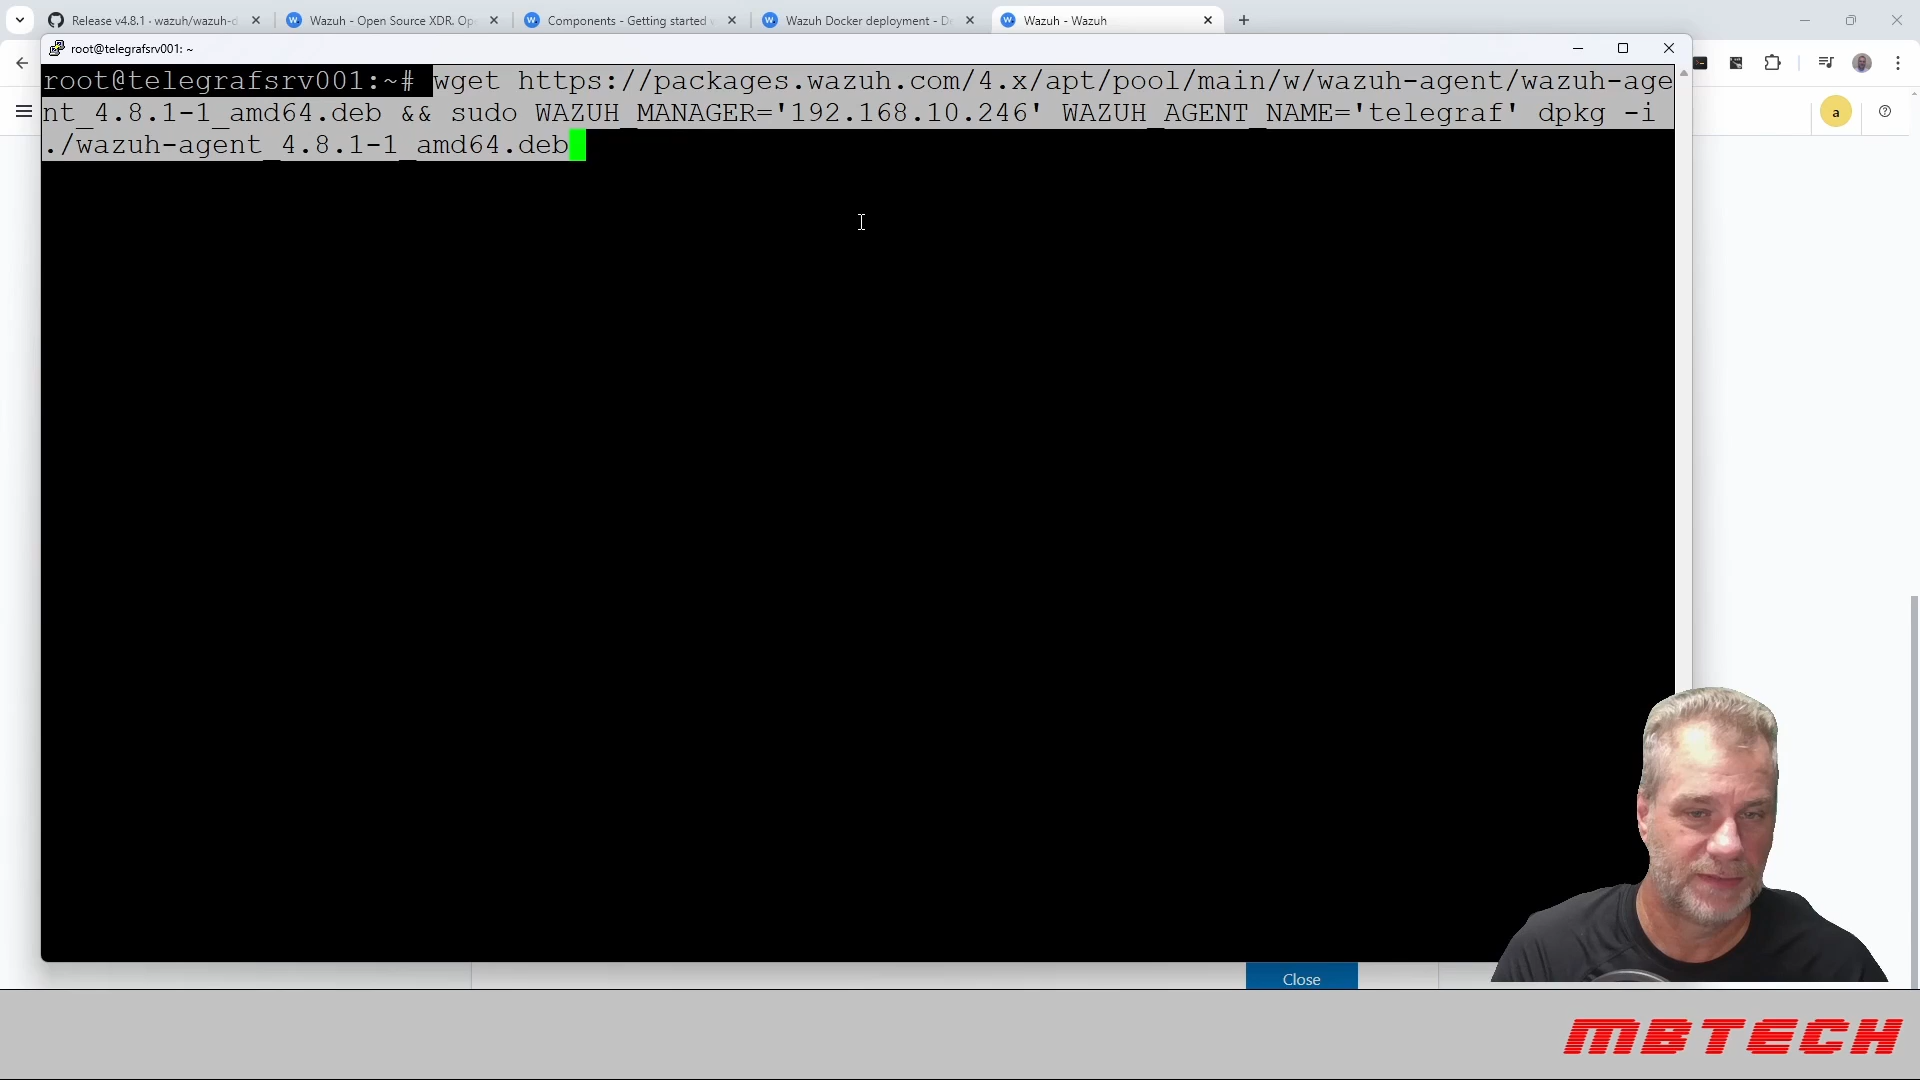 Release v4.8.1 · wazuh/wazuh-d
Wazuh - Open Source XDR. Op
Components - Getting started
Wazuh Docker deployment - D
Wazuh - Wazuh
root@telegrafsrv001: ~
root@telegrafsrv001:~# wget https://packages.wazuh.com/4.x/apt/pool/main/w/wazuh-agent/wazuh-age
nt_4.8.1-1_amd64.deb && sudo WAZUH_MANAGER='192.168.10.246' WAZUH_AGENT_NAME='telegraf' dpkg -i
./wazuh-agent_4.8.1-1_amd64.deb
a
Close
MBTECH